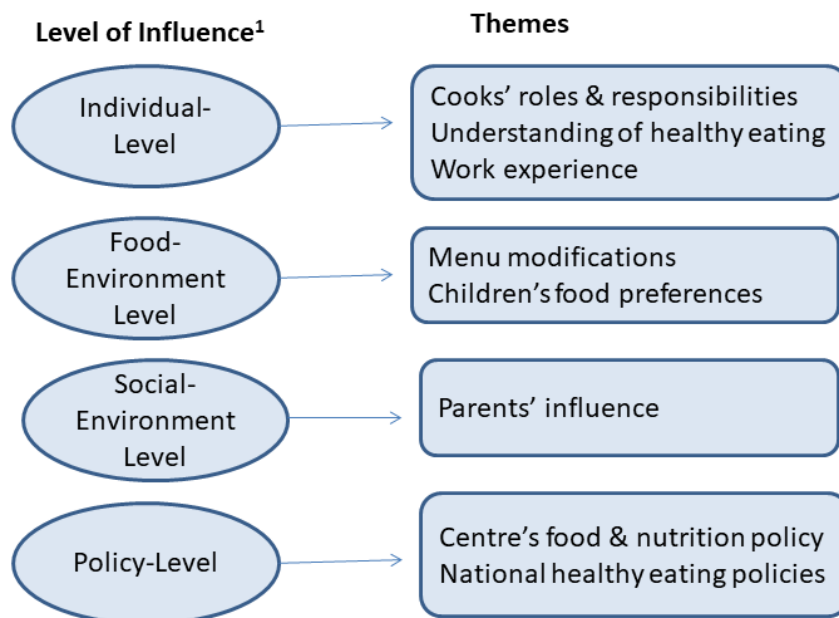 Level of Influence¹
Themes
Individual-
Level
Cooks’ roles & responsibilities
Understanding of healthy eating
Work experience
Food-
Environment
Level
Menu modifications
Children’s food preferences
Social-
Environment
Level
Parents’ influence
Policy-Level
Centre’s food & nutrition policy
National healthy eating policies